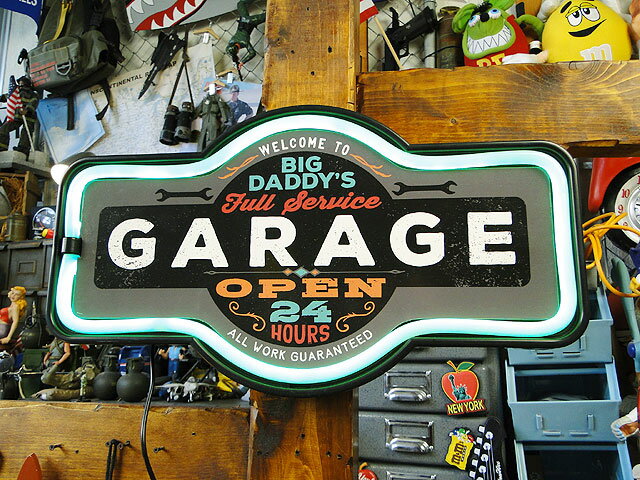 WELCOME TO
BIG
DADDY'S
Full Service
GARAGE
OPEN
24
HOURS
ALL WORK GUARANTEED
NEW YORK
m&m's
m